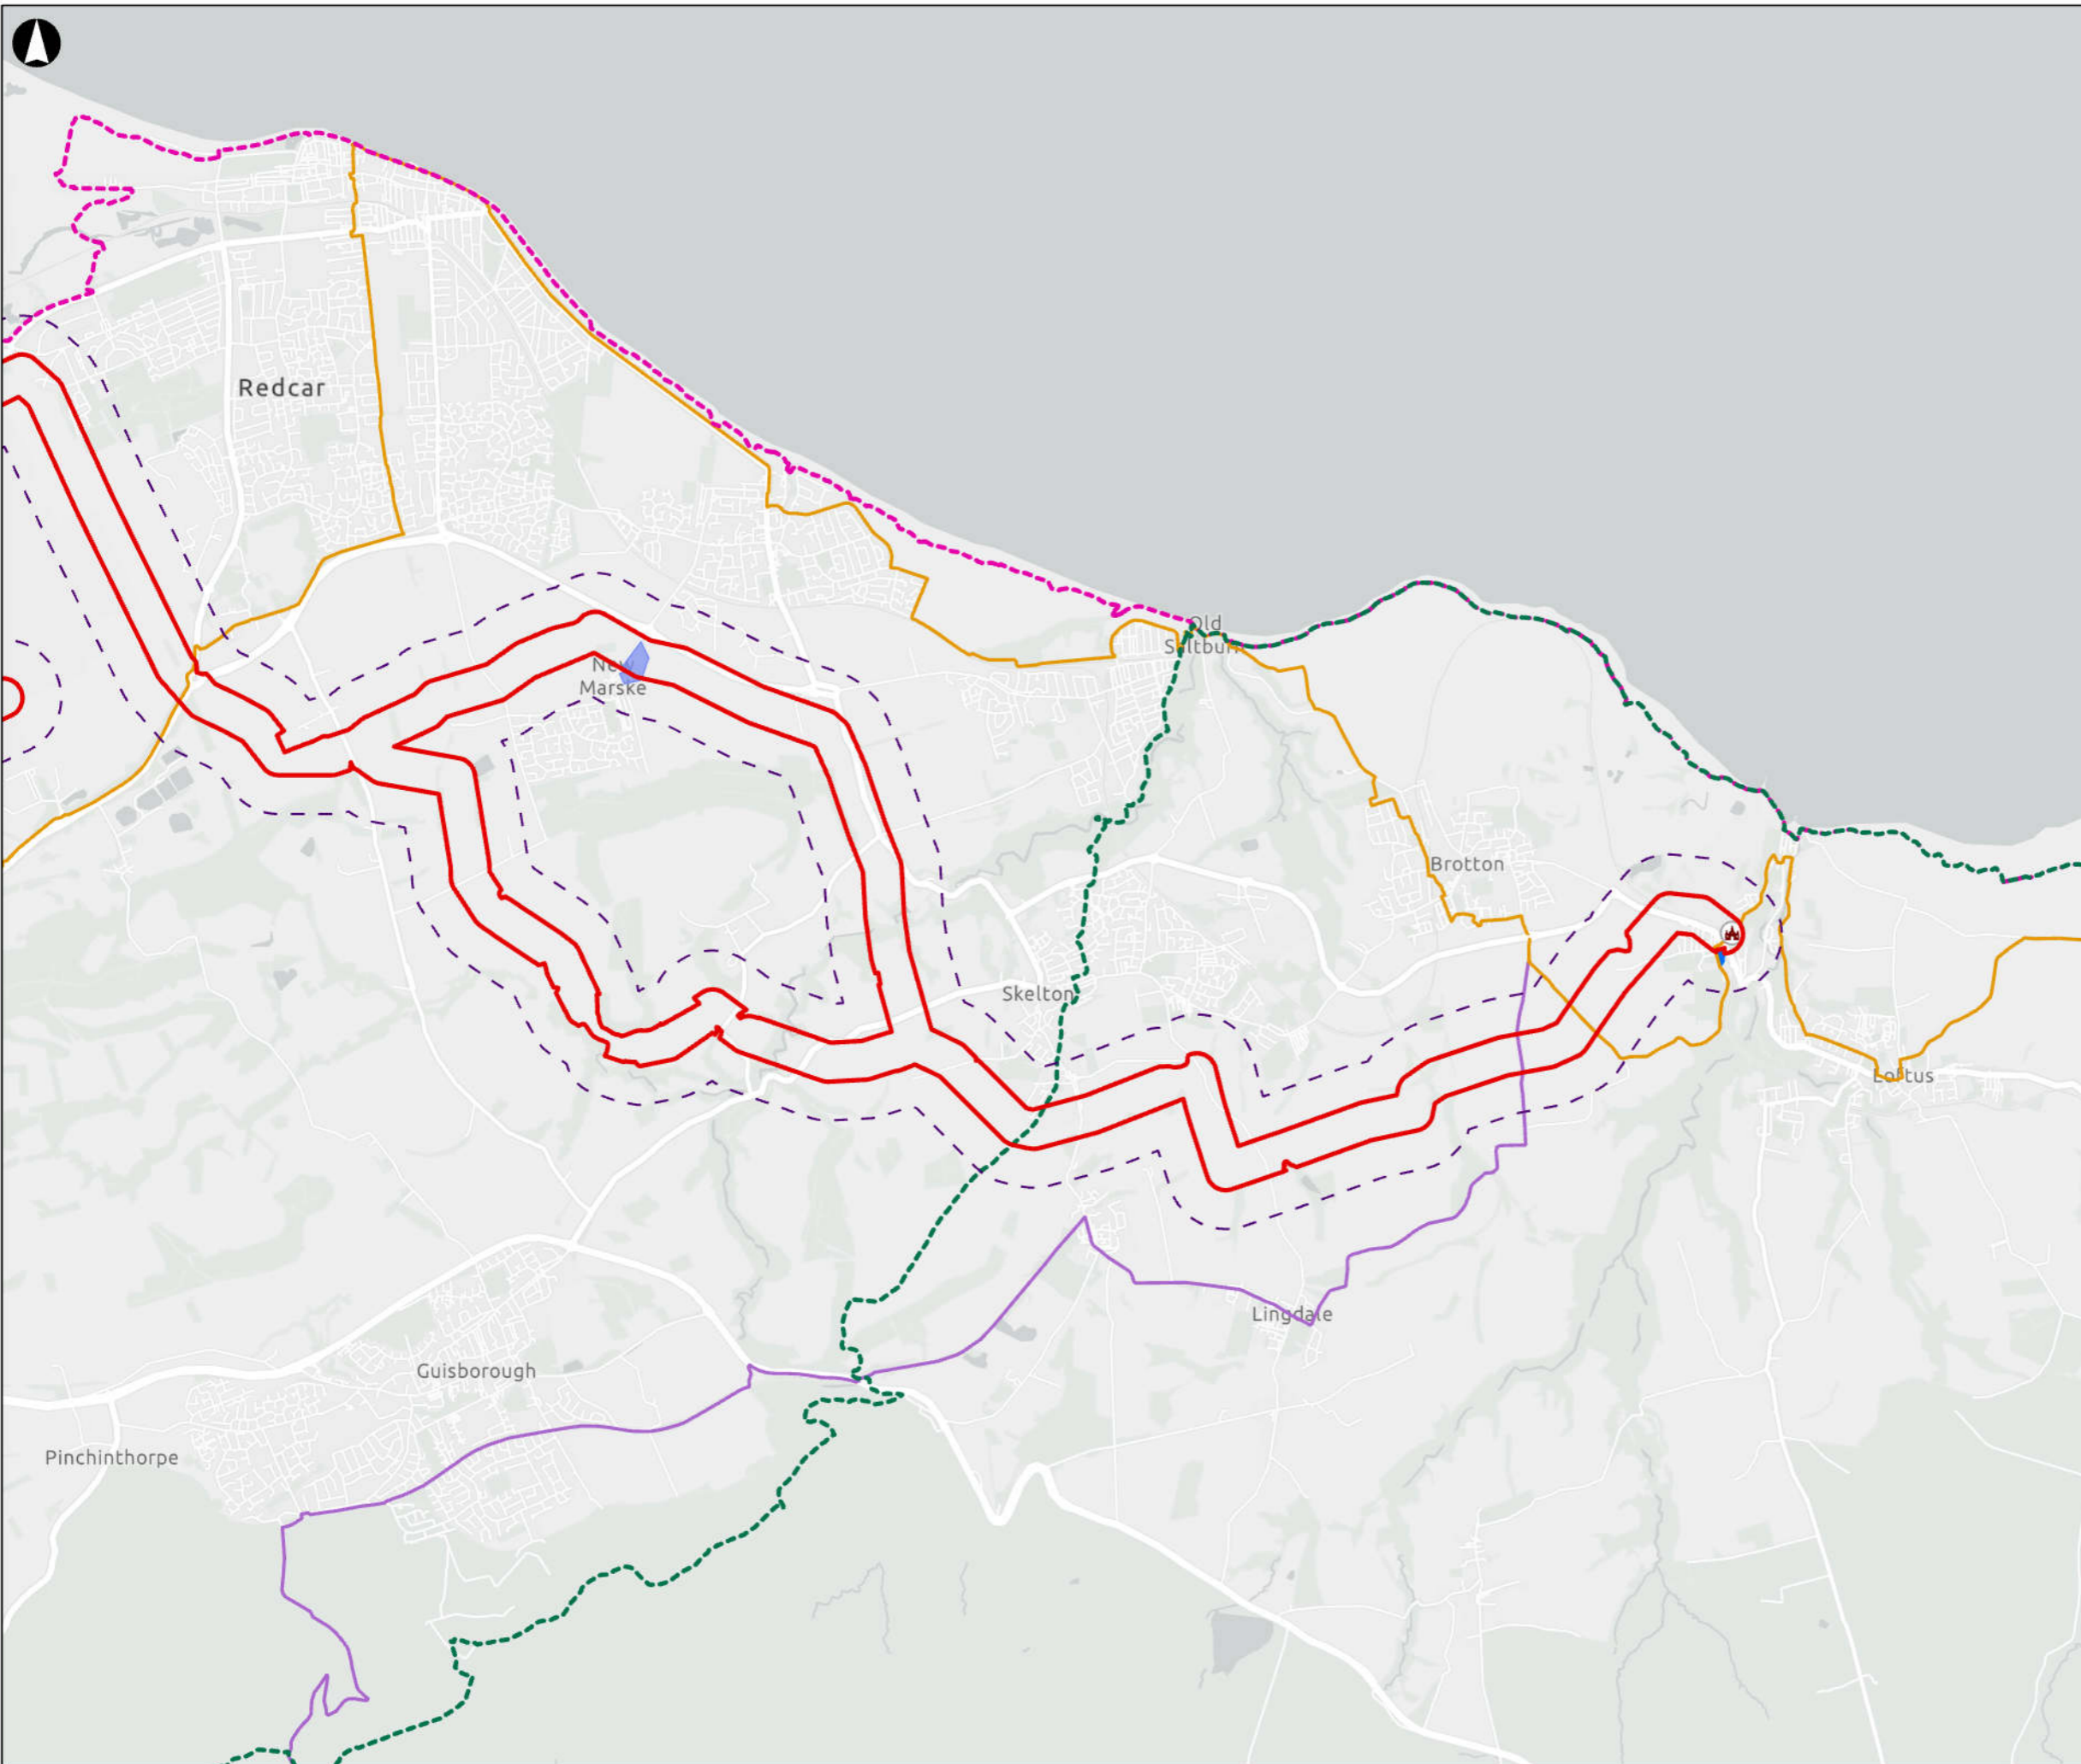 Redcar
Old
Saltburn
New
Marske
Brotton
Skelton
Loftus
Lingdale
Guisborough
Pinchinthorpe